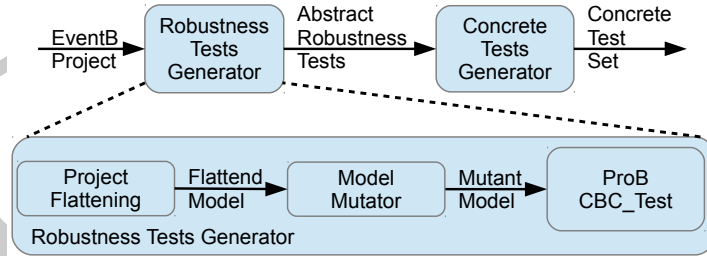 EventB
Project
Robustness
Tests
Generator
Abstract
Robustness
Tests
Concrete
Tests
Generator
Concrete
Test
Set
Project
Flattening
Flattend
Model
Model
Mutator
Mutant
Model
ProB
CBC_Test
Robustness Tests Generator